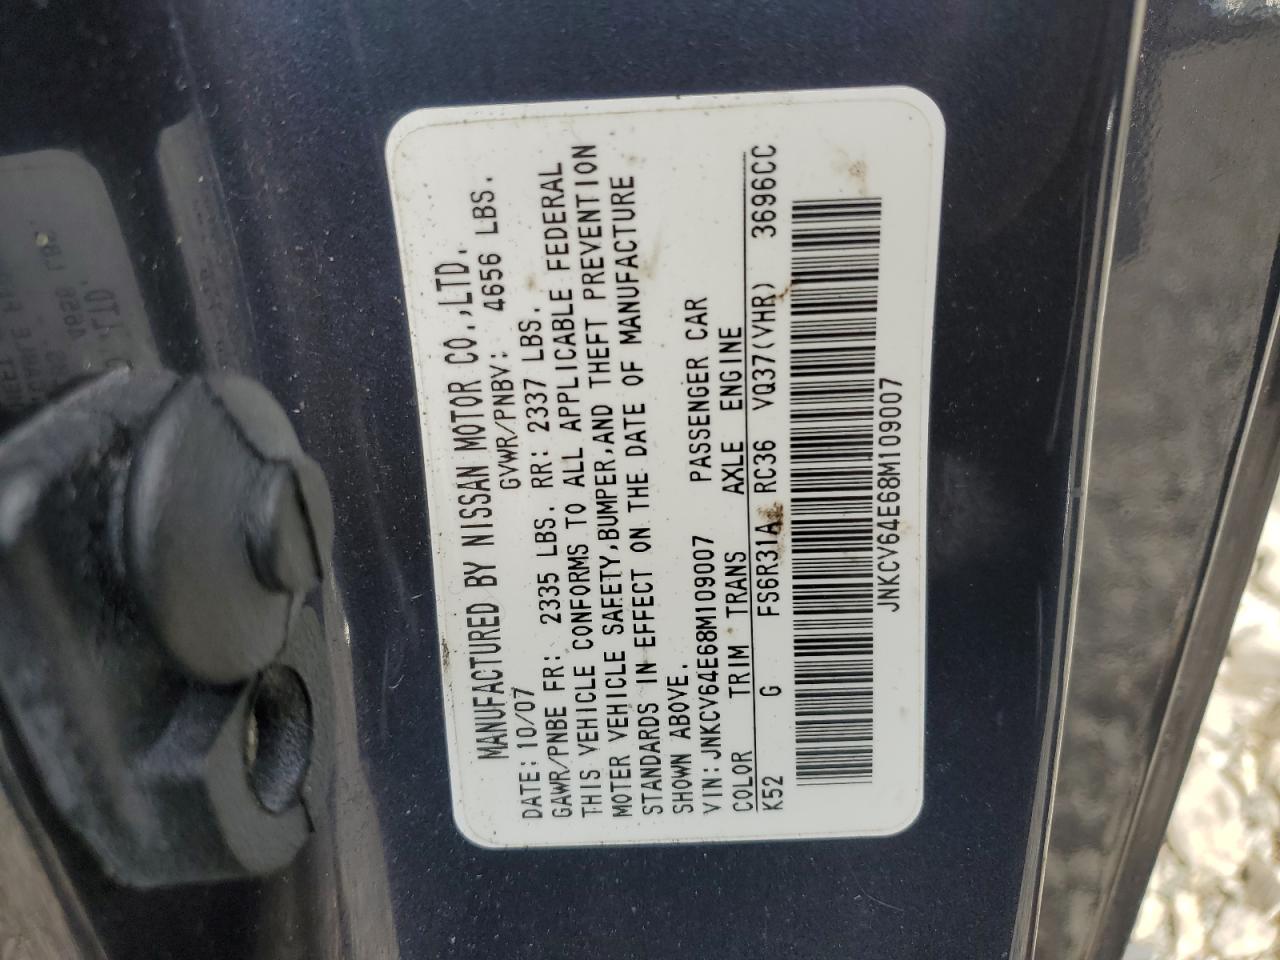 MANUFACTURED BY NISSAN MOTOR CO.,LTD.
DATE: 10/07 GVWR/PNBV: 4656 LBS.
GAWR/PNBE FR: 2335 LBS. RR: 2337 LBS.
THIS VEHICLE CONFORMS TO ALL APPLICABLE FEDERAL
MOTER VEHICLE SAFETY,BUMPER,AND THEFT PREVENTION
STANDARDS IN EFFECT ON THE DATE OF MANUFACTURE
SHOWN ABOVE.
VIN:JNKCV64E68M109007 PASSENGER CAR
COLOR TRIM TRANS AXLE ENGINE
K52 G FS6R31A RC36 VQ37(VHR) 3696CC
JNKCV64E68M109007